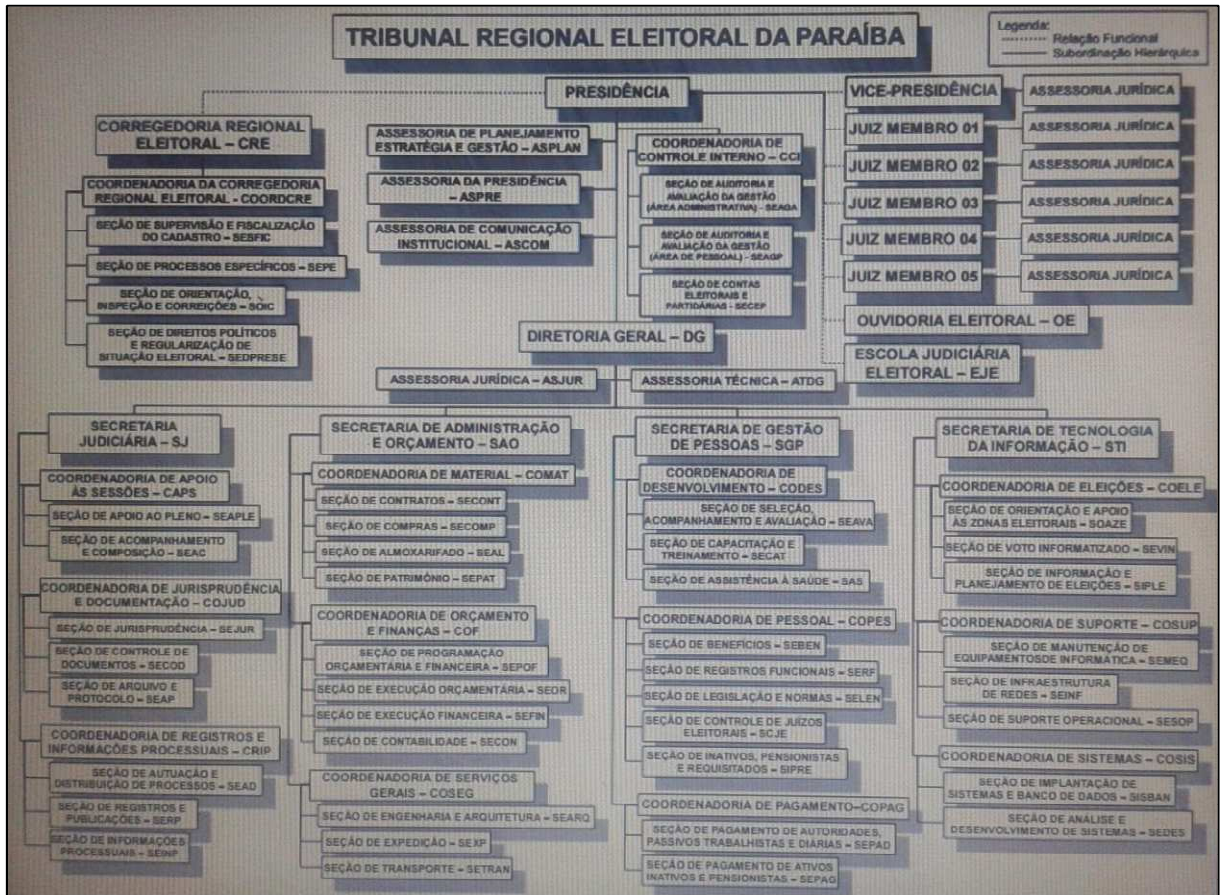 TRIBUNAL REGIONAL ELEITORAL DA PARAÍBA
Legenda:
Relação Funcional
Subordinação Hierárquica
PRESIDÊNCIA
CORREGEDORIA REGIONAL
ELEITORAL – CRE
COORDENADORIA DA CORREGEDORIA
REGIONAL ELEITORAL - COORDCRE
SEÇÃO DE SUPERVISÃO E FISCALIZAÇÃO
DO CADASTRO – SESFIC
SEÇÃO DE PROCESSOS ESPECÍFICOS – SEPE
SEÇÃO DE ORIENTAÇÃO,
INSPEÇÃO E CORREIÇÕES – SOIC
SEÇÃO DE DIREITOS POLÍTICOS
E REGULARIZAÇÃO DE
SITUAÇÃO ELEITORAL – SEDPRESE
ASSESSORIA DE PLANEJAMENTO
ESTRATÉGIA E GESTÃO – ASPLAN
ASSESSORIA DA PRESIDÊNCIA
– ASPRE
ASSESSORIA DE COMUNICAÇÃO
INSTITUCIONAL – ASCOM
COORDENADORIA DE
CONTROLE INTERNO – CCI
SEÇÃO DE AUDITORIA E
AVALIAÇÃO DA GESTÃO
(ÁREA ADMINISTRATIVA) - SEAGA
SEÇÃO DE AUDITORIA E
AVALIAÇÃO DA GESTÃO
(ÁREA DE PESSOAL) - SEAGP
SEÇÃO DE CONTAS
ELEITORAIS E
PARTIDÁRIAS – SECEP
VICE-PRESIDÊNCIA
ASSESSORIA JURÍDICA
JUIZ MEMBRO 01
ASSESSORIA JURÍDICA
JUIZ MEMBRO 02
ASSESSORIA JURÍDICA
JUIZ MEMBRO 03
ASSESSORIA JURÍDICA
JUIZ MEMBRO 04
ASSESSORIA JURÍDICA
JUIZ MEMBRO 05
ASSESSORIA JURÍDICA
OUVIDORIA ELEITORAL – OE
ESCOLA JUDICIÁRIA
ELEITORAL – EJE
DIRETORIA GERAL – DG
ASSESSORIA JURÍDICA – ASJUR
ASSESSORIA TÉCNICA – ATDG
SECRETARIA
JUDICIÁRIA – SJ
COORDENADORIA DE APOIO
ÀS SESSÕES – CAPS
SEÇÃO DE APOIO AO PLENO – SEAPLE
SEÇÃO DE ACOMPANHAMENTO
E COMPOSIÇÃO – SEAC
COORDENADORIA DE JURISPRUDÊNCIA
E DOCUMENTAÇÃO – COJUD
SEÇÃO DE JURISPRUDÊNCIA – SEJUR
SEÇÃO DE CONTROLE DE
DOCUMENTOS – SECOD
SEÇÃO DE ARQUIVO E
PROTOCOLO – SEAP
COORDENADORIA DE REGISTROS E
INFORMAÇÕES PROCESSUAIS – CRIP
SEÇÃO DE AUTUAÇÃO E
DISTRIBUIÇÃO DE PROCESSOS – SEAD
SEÇÃO DE REGISTROS E
PUBLICAÇÕES – SERP
SEÇÃO DE INFORMAÇÕES
PROCESSUAIS – SEINP
SECRETARIA DE ADMINISTRAÇÃO
E ORÇAMENTO – SAO
COORDENADORIA DE MATERIAL – COMAT
SEÇÃO DE CONTRATOS – SECONT
SEÇÃO DE COMPRAS – SECOMP
SEÇÃO DE ALMOXARIFADO – SEAL
SEÇÃO DE PATRIMÔNIO – SEPAT
COORDENADORIA DE ORÇAMENTO
E FINANÇAS – COF
SEÇÃO DE PROGRAMAÇÃO
ORÇAMENTÁRIA E FINANCEIRA – SEPOF
SEÇÃO DE EXECUÇÃO ORÇAMENTÁRIA – SEOR
SEÇÃO DE EXECUÇÃO FINANCEIRA – SEFIN
SEÇÃO DE CONTABILIDADE – SECON
COORDENADORIA DE SERVIÇOS
GERAIS – COSEG
SEÇÃO DE ENGENHARIA E ARQUITETURA – SEARQ
SEÇÃO DE EXPEDIÇÃO – SEXP
SEÇÃO DE TRANSPORTE – SETRAN
SECRETARIA DE GESTÃO
DE PESSOAS – SGP
COORDENADORIA DE
DESENVOLVIMENTO – CODES
SEÇÃO DE SELEÇÃO,
ACOMPANHAMENTO E AVALIAÇÃO – SEAVA
SEÇÃO DE CAPACITAÇÃO E
TREINAMENTO – SECAT
SEÇÃO DE ASSISTÊNCIA À SAÚDE – SAS
COORDENADORIA DE PESSOAL – COPES
SEÇÃO DE BENEFÍCIOS – SEBEN
SEÇÃO DE REGISTROS FUNCIONAIS – SERF
SEÇÃO DE LEGISLAÇÃO E NORMAS – SELEN
SEÇÃO DE CONTROLE DE JUÍZOS
ELEITORAIS – SCJE
SEÇÃO DE INATIVOS, PENSIONISTAS
E REQUISITADOS – SIPRE
COORDENADORIA DE PAGAMENTO–COPAG
SEÇÃO DE PAGAMENTO DE AUTORIDADES,
PASSIVOS TRABALHISTAS E DIÁRIAS – SEPAD
SEÇÃO DE PAGAMENTO DE ATIVOS
INATIVOS E PENSIONISTAS – SEPAG
SECRETARIA DE TECNOLOGIA
DA INFORMAÇÃO – STI
COORDENADORIA DE ELEIÇÕES – COELE
SEÇÃO DE ORIENTAÇÃO E APOIO
ÀS ZONAS ELEITORAIS – SOAZE
SEÇÃO DE VOTO INFORMATIZADO – SEVIN
SEÇÃO DE INFORMAÇÃO E
PLANEJAMENTO DE ELEIÇÕES – SIPLE
COORDENADORIA DE SUPORTE – COSUP
SEÇÃO DE MANUTENÇÃO DE
EQUIPAMENTOSDE INFORMÁTICA – SEMEQ
SEÇÃO DE INFRAESTRUTURA
DE REDES – SEINF
SEÇÃO DE SUPORTE OPERACIONAL – SESOP
COORDENADORIA DE SISTEMAS – COSIS
SEÇÃO DE IMPLANTAÇÃO DE
SISTEMAS E BANCO DE DADOS – SISBAN
SEÇÃO DE ANÁLISE E
DESENVOLVIMENTO DE SISTEMAS – SEDES